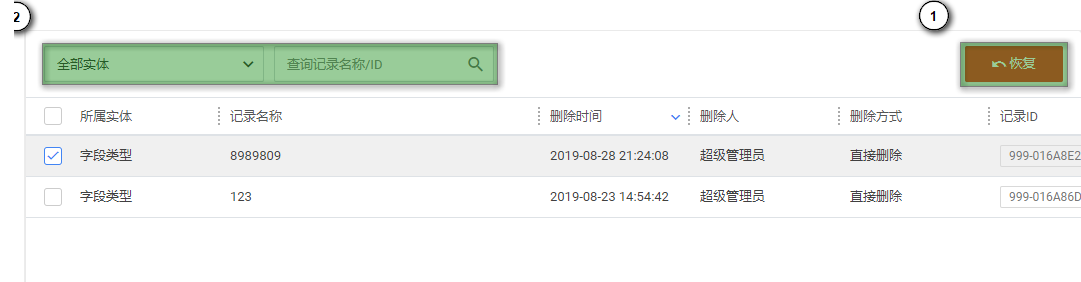 2
1
全部实体 查询记录名称/ID 恢复
所属实体 记录名称 删除时间 删除人 删除方式 记录ID
字段类型 8989809 2019-08-28 21:24:08 超级管理员 直接删除 999-016A8E2
字段类型 123 2019-08-23 14:54:42 超级管理员 直接删除 999-016A86D